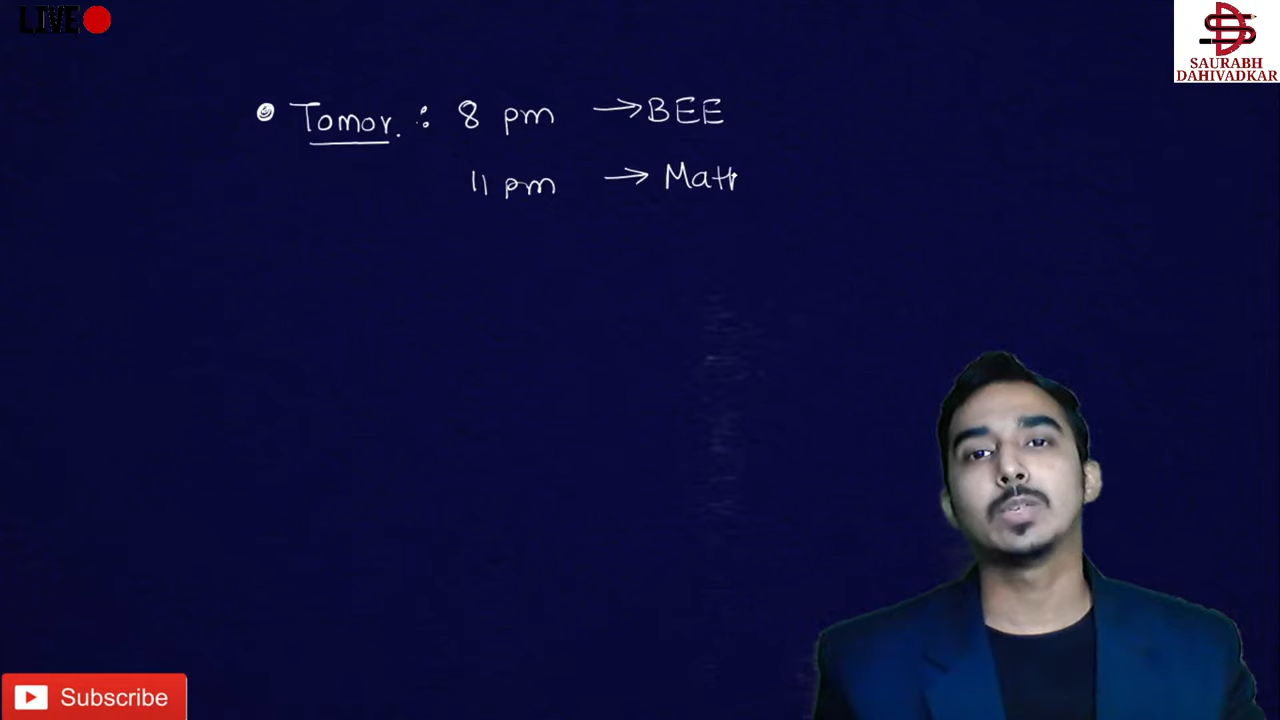 LIVE
SAURABH
DAHIVADKAR
Tomor. : 8 pm → BEE
11 pm → Math
Subscribe